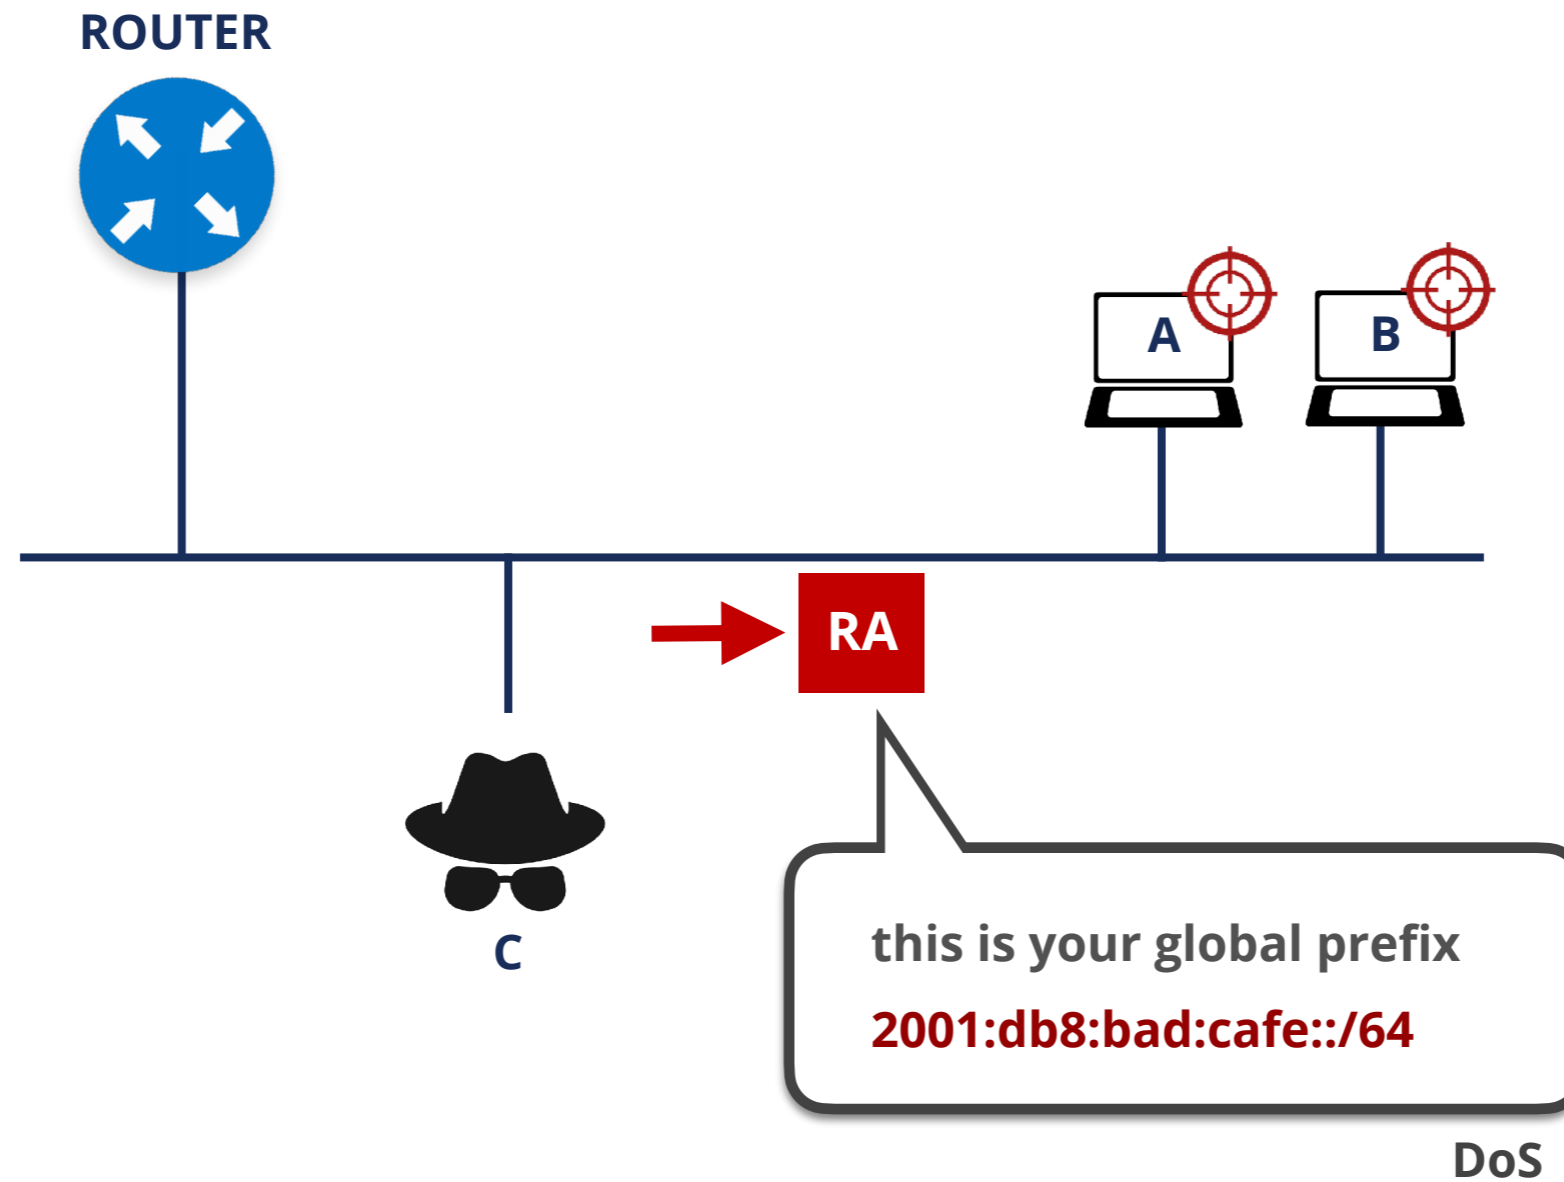 ROUTER
A
B
RA
C
this is your global prefix
2001:db8:bad:cafe::/64
DoS